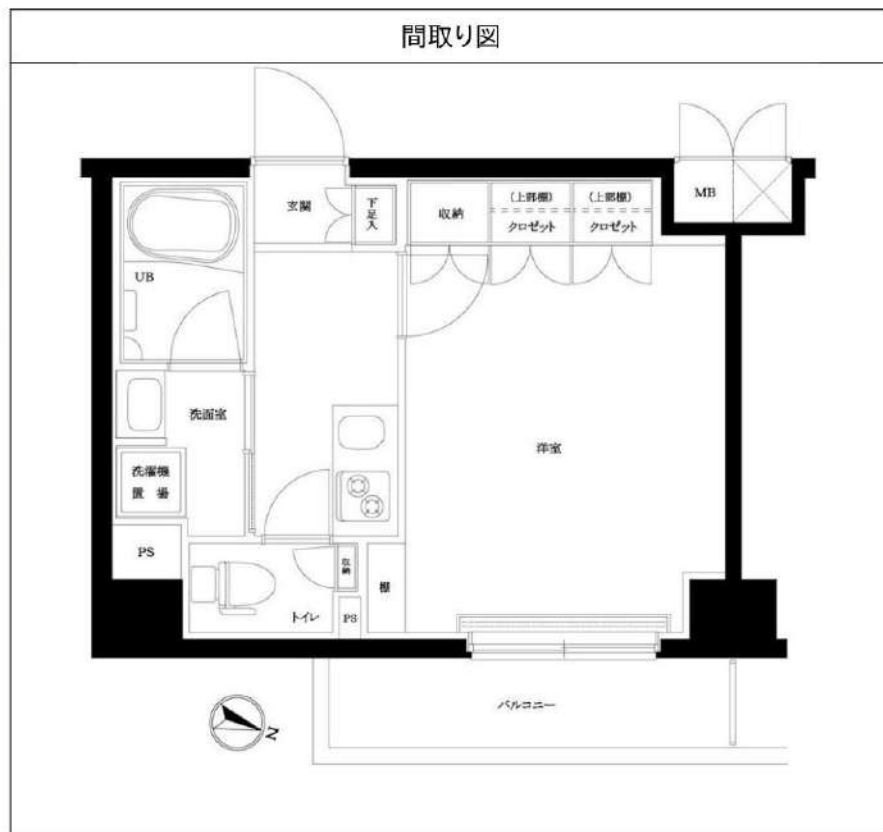 間取り図
玄関
下足入
収納
(上部棚)
クロゼット
(上部棚)
クロゼット
MB
UB
洗面室
洗濯機
置場
洋室
PS
収納
棚
トイレ
PS
バルコニー
N